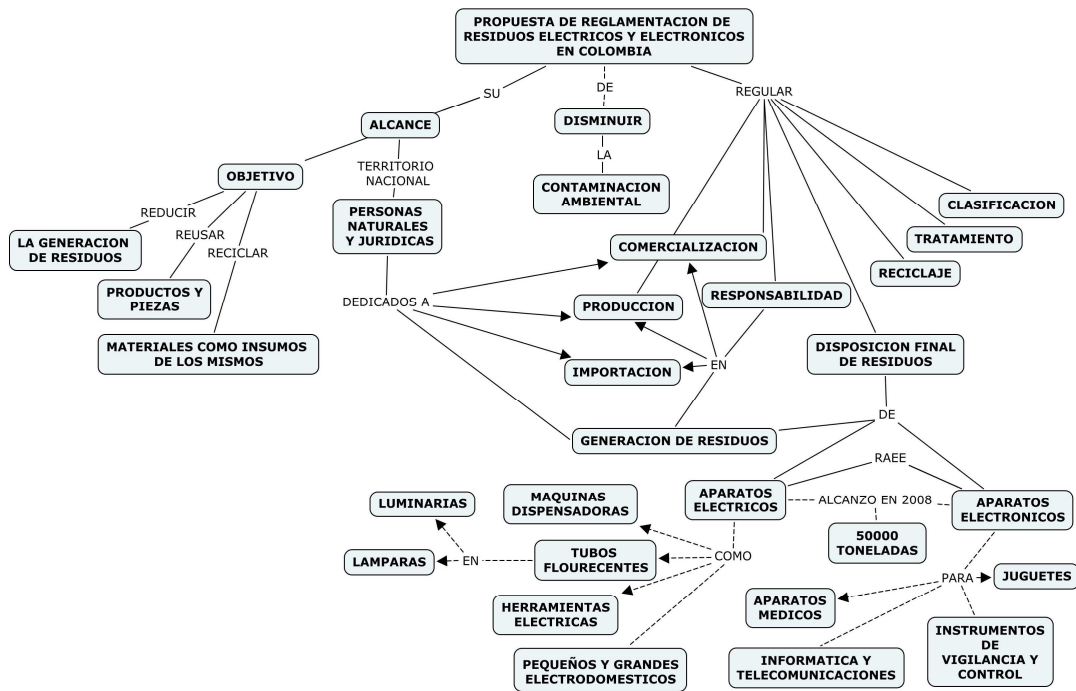 PROPUESTA DE REGLAMENTACION DE
RESIDUOS ELECTRICOS Y ELECTRONICOS
EN COLOMBIA
SU
DE
REGULAR
ALCANCE
DISMINUIR
TERRITORIO
NACIONAL
LA
OBJETIVO
CONTAMINACION
AMBIENTAL
CLASIFICACION
REDUCIR
PERSONAS
NATURALES
Y JURIDICAS
LA GENERACION
DE RESIDUOS
REUSAR
RECICLAR
COMERCIALIZACION
TRATAMIENTO
RECICLAJE
PRODUCTOS Y
PIEZAS
DEDICADOS A
PRODUCCION
RESPONSABILIDAD
MATERIALES COMO INSUMOS
DE LOS MISMOS
IMPORTACION
EN
DISPOSICION FINAL
DE RESIDUOS
DE
GENERACION DE RESIDUOS
RAEE
LUMINARIAS
MAQUINAS
DISPENSADORAS
APARATOS
ELECTRICOS
ALCANZO EN 2008
APARATOS
ELECTRONICOS
50000
TONELADAS
LAMPARAS
EN
TUBOS
FLOURECENTES
COMO
PARA
JUGUETES
HERRAMIENTAS
ELECTRICAS
APARATOS
MEDICOS
PEQUEÑOS Y GRANDES
ELECTRODOMESTICOS
INFORMATICA Y
TELECOMUNICACIONES
INSTRUMENTOS
DE
VIGILANCIA Y
CONTROL